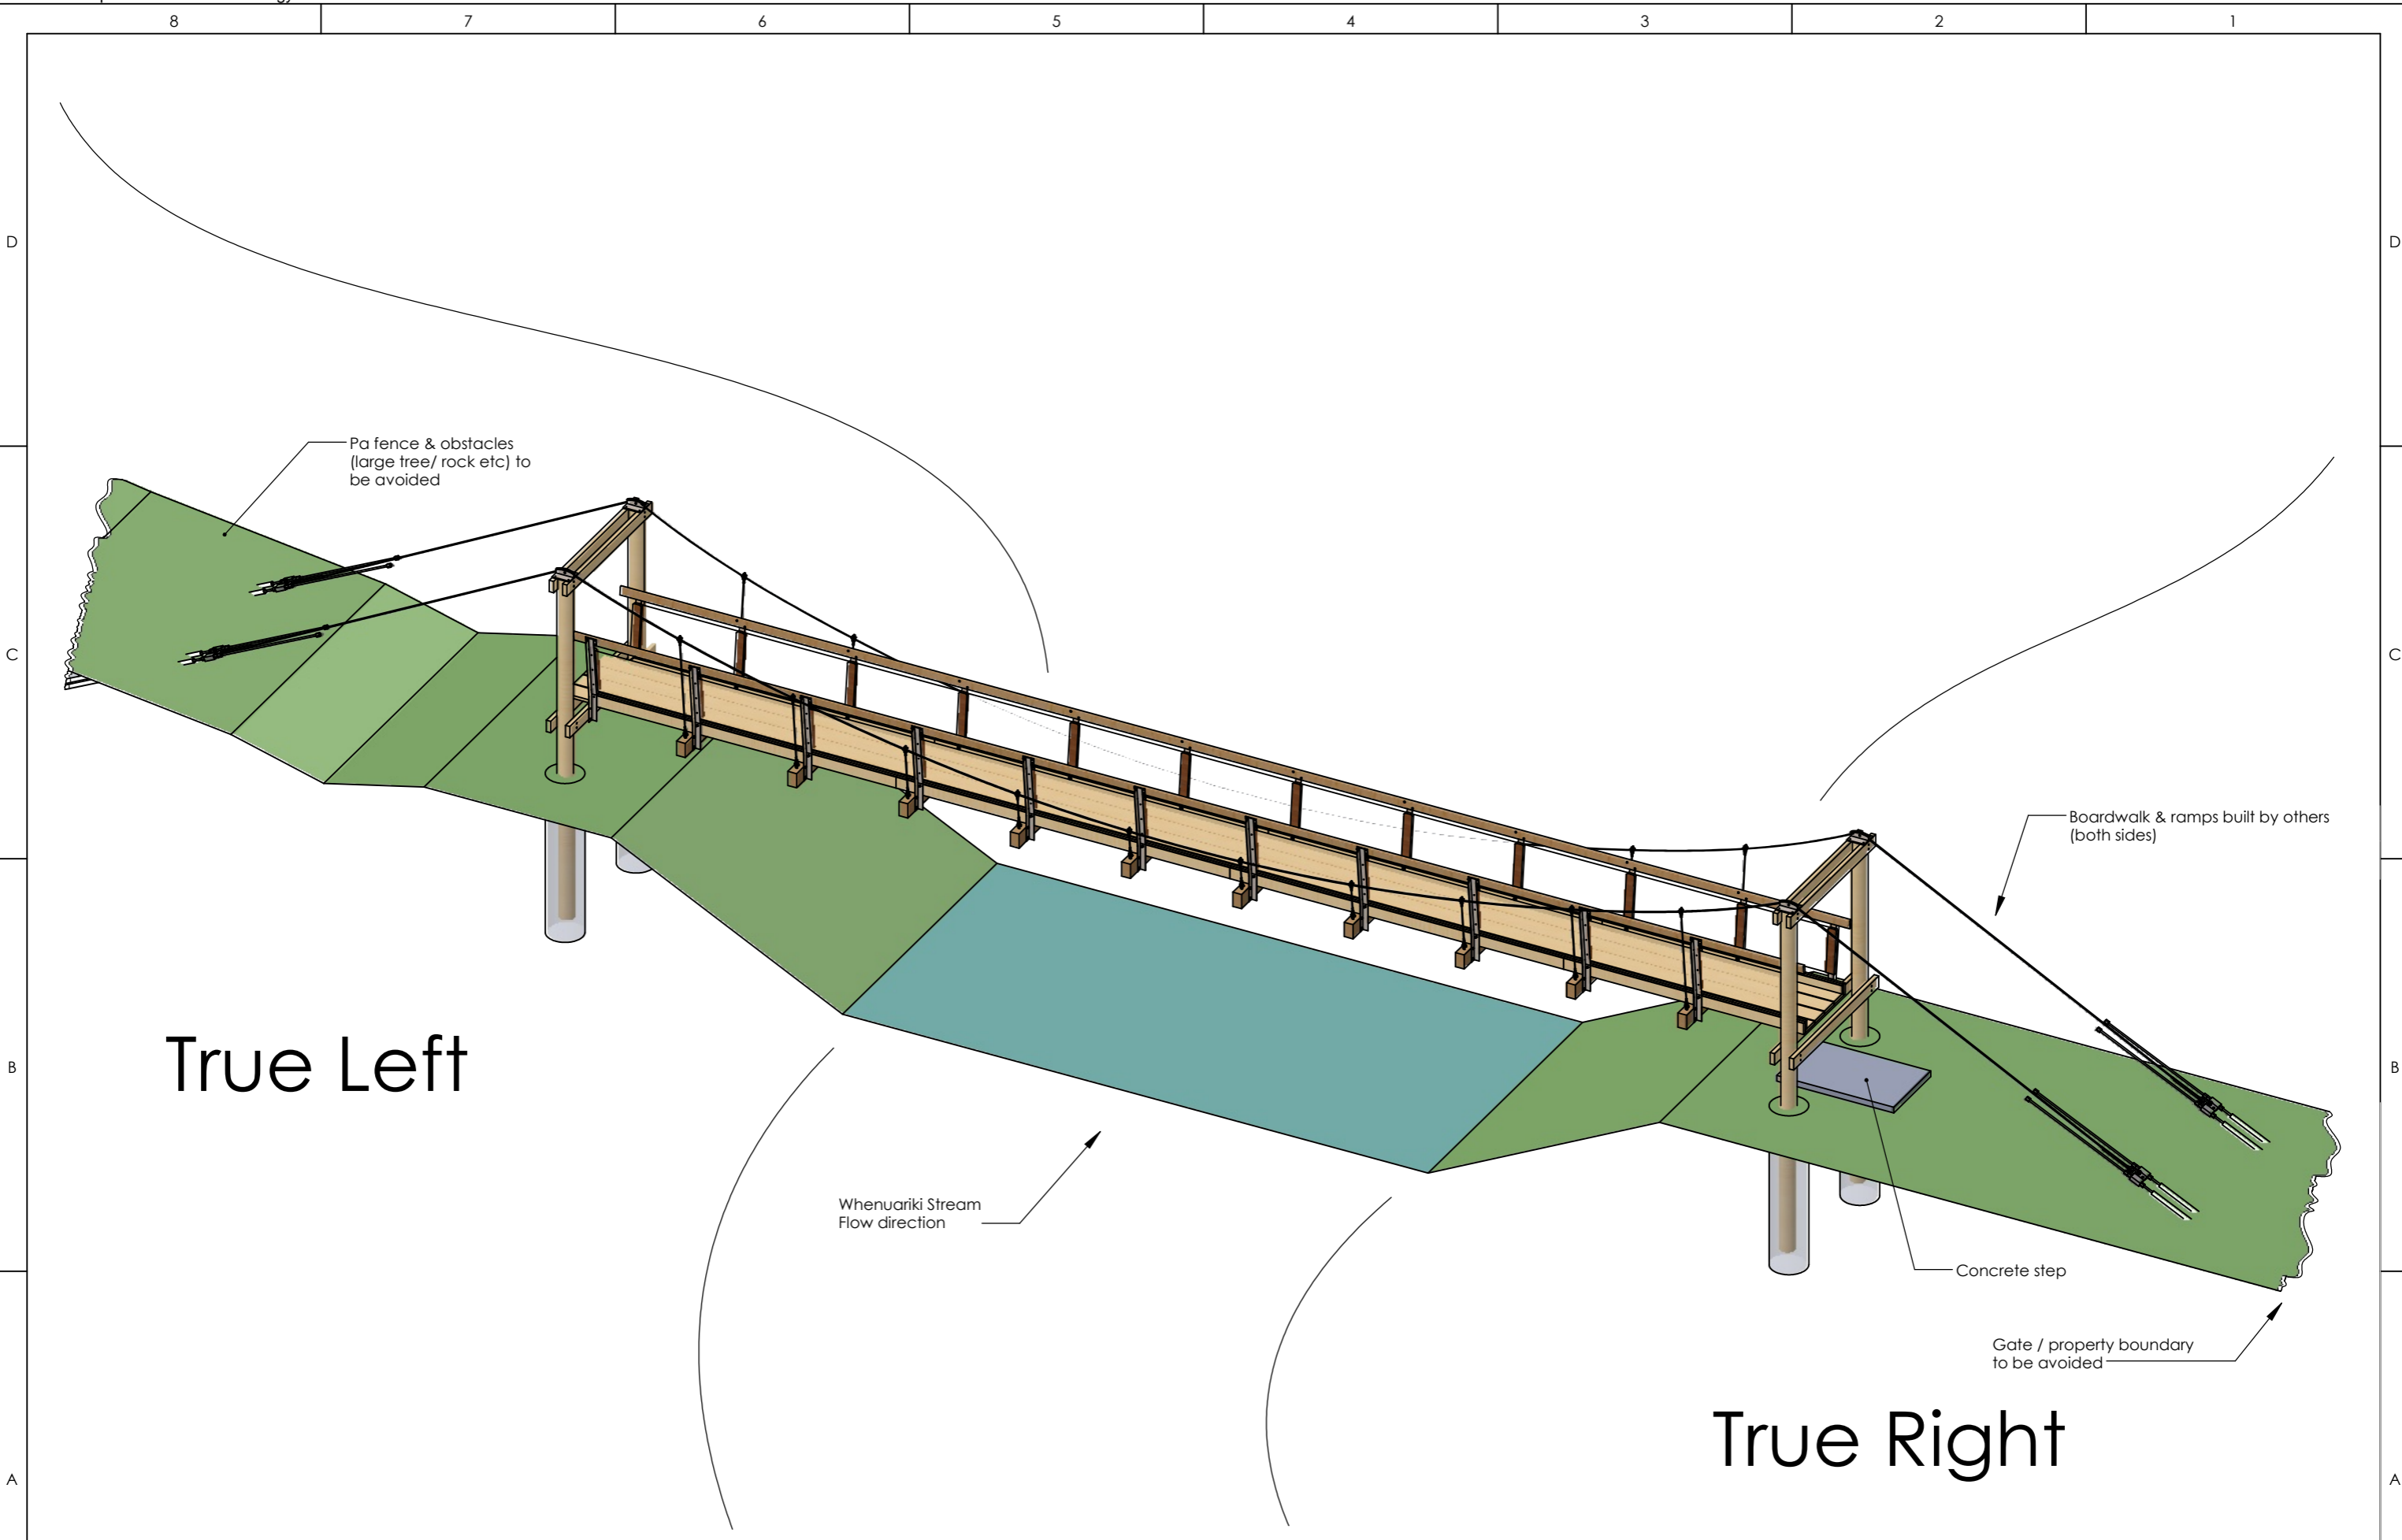 8 7 6 5 4 3 2 1
D D
Pa fence & obstacles
(large tree/ rock etc) to
be avoided
C C
Boardwalk & ramps built by others
(both sides)
True Left
B B
Whenuariki Stream
Flow direction
Concrete step
Gate / property boundary
to be avoided
True Right
A A